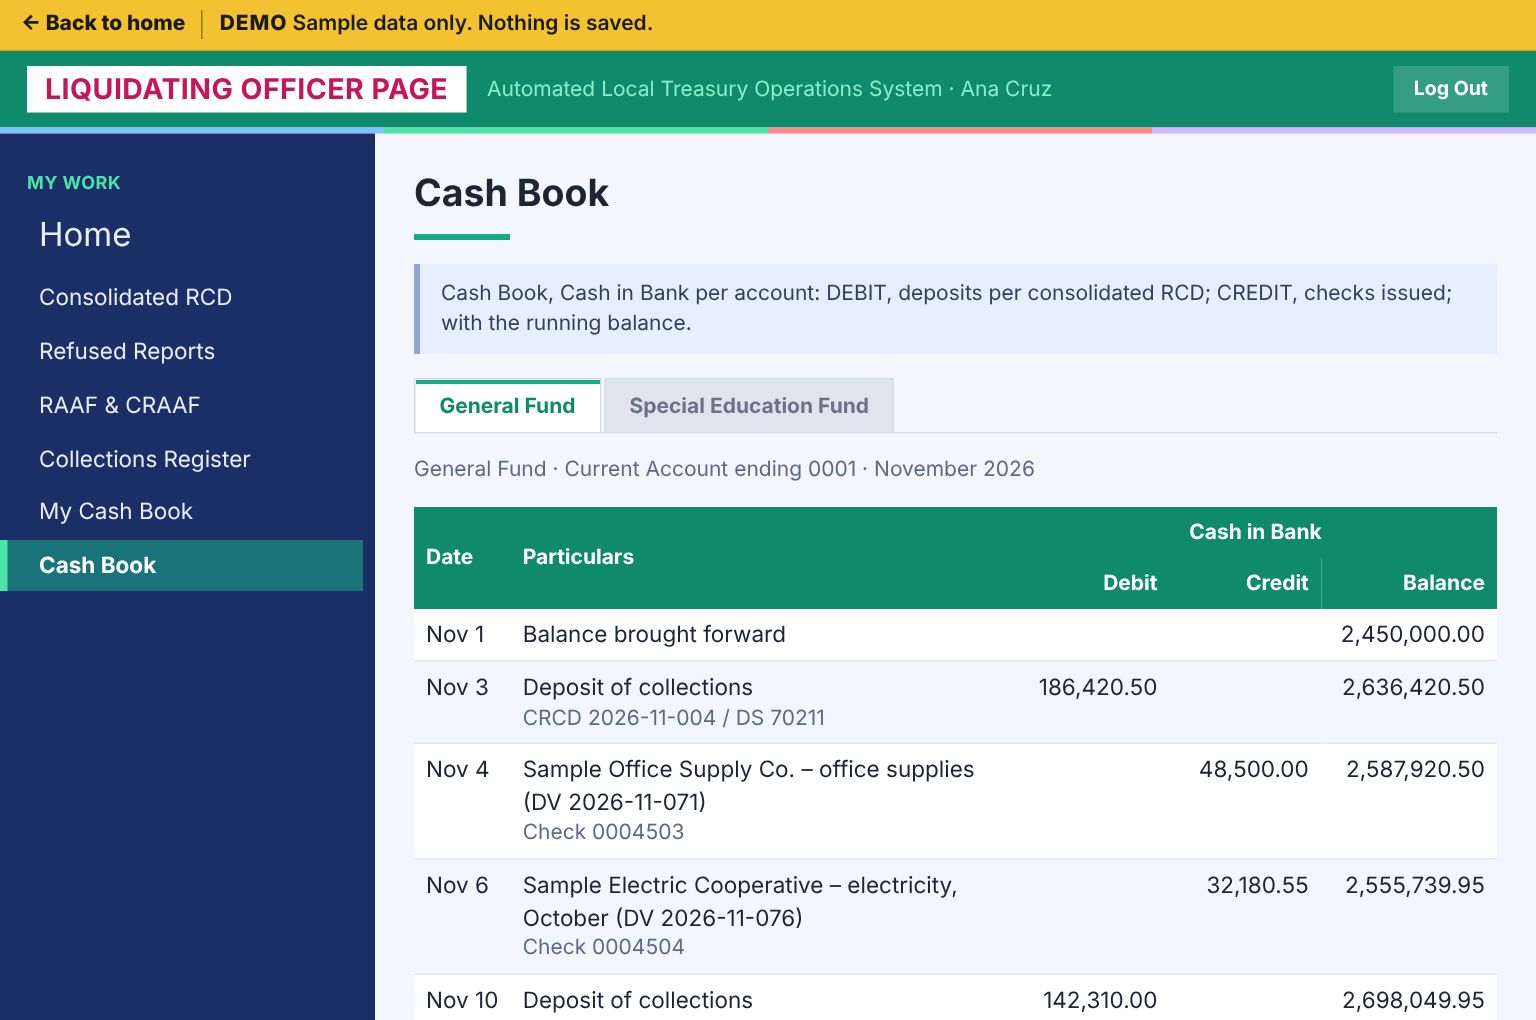 ← Back to home
DEMO Sample data only. Nothing is saved.
LIQUIDATING OFFICER PAGE
Automated Local Treasury Operations System · Ana Cruz
Log Out
MY WORK
Home
Consolidated RCD
Refused Reports
RAAF & CRAAF
Collections Register
My Cash Book
Cash Book
Cash Book
Cash Book, Cash in Bank per account: DEBIT, deposits per consolidated RCD; CREDIT, checks issued;
with the running balance.
General Fund
Special Education Fund
General Fund · Current Account ending 0001 · November 2026
Cash in Bank
Date Particulars
Debit Credit Balance
Nov 1 Balance brought forward 2,450,000.00
Nov 3 Deposit of collections 186,420.50 2,636,420.50
CRCD 2026-11-004 / DS 70211
Nov 4 Sample Office Supply Co. – office supplies 48,500.00 2,587,920.50
(DV 2026-11-071)
Check 0004503
Nov 6 Sample Electric Cooperative – electricity, 32,180.55 2,555,739.95
October (DV 2026-11-076)
Check 0004504
Nov 10 Deposit of collections 142,310.00 2,698,049.95